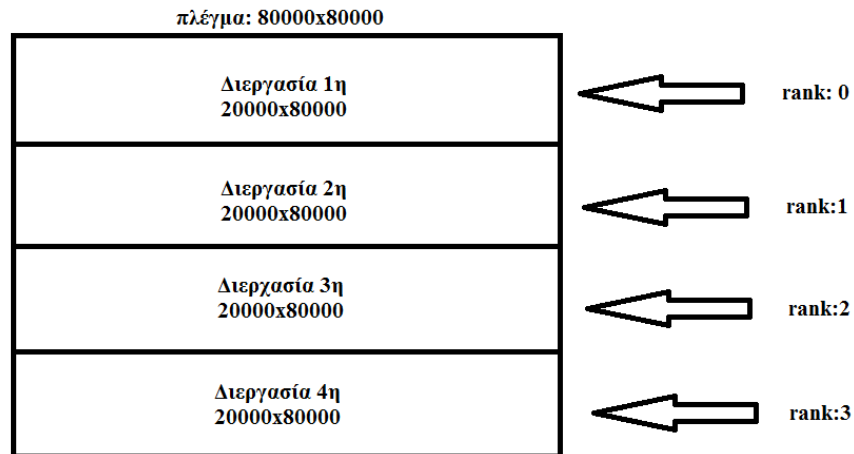 πλέγμα: 80000x80000
Διεργασία 1η
20000x80000
rank: 0
Διεργασία 2η
20000x80000
rank:1
Διερχασία 3η
20000x80000
rank:2
Διεργασία 4η
20000x80000
rank:3